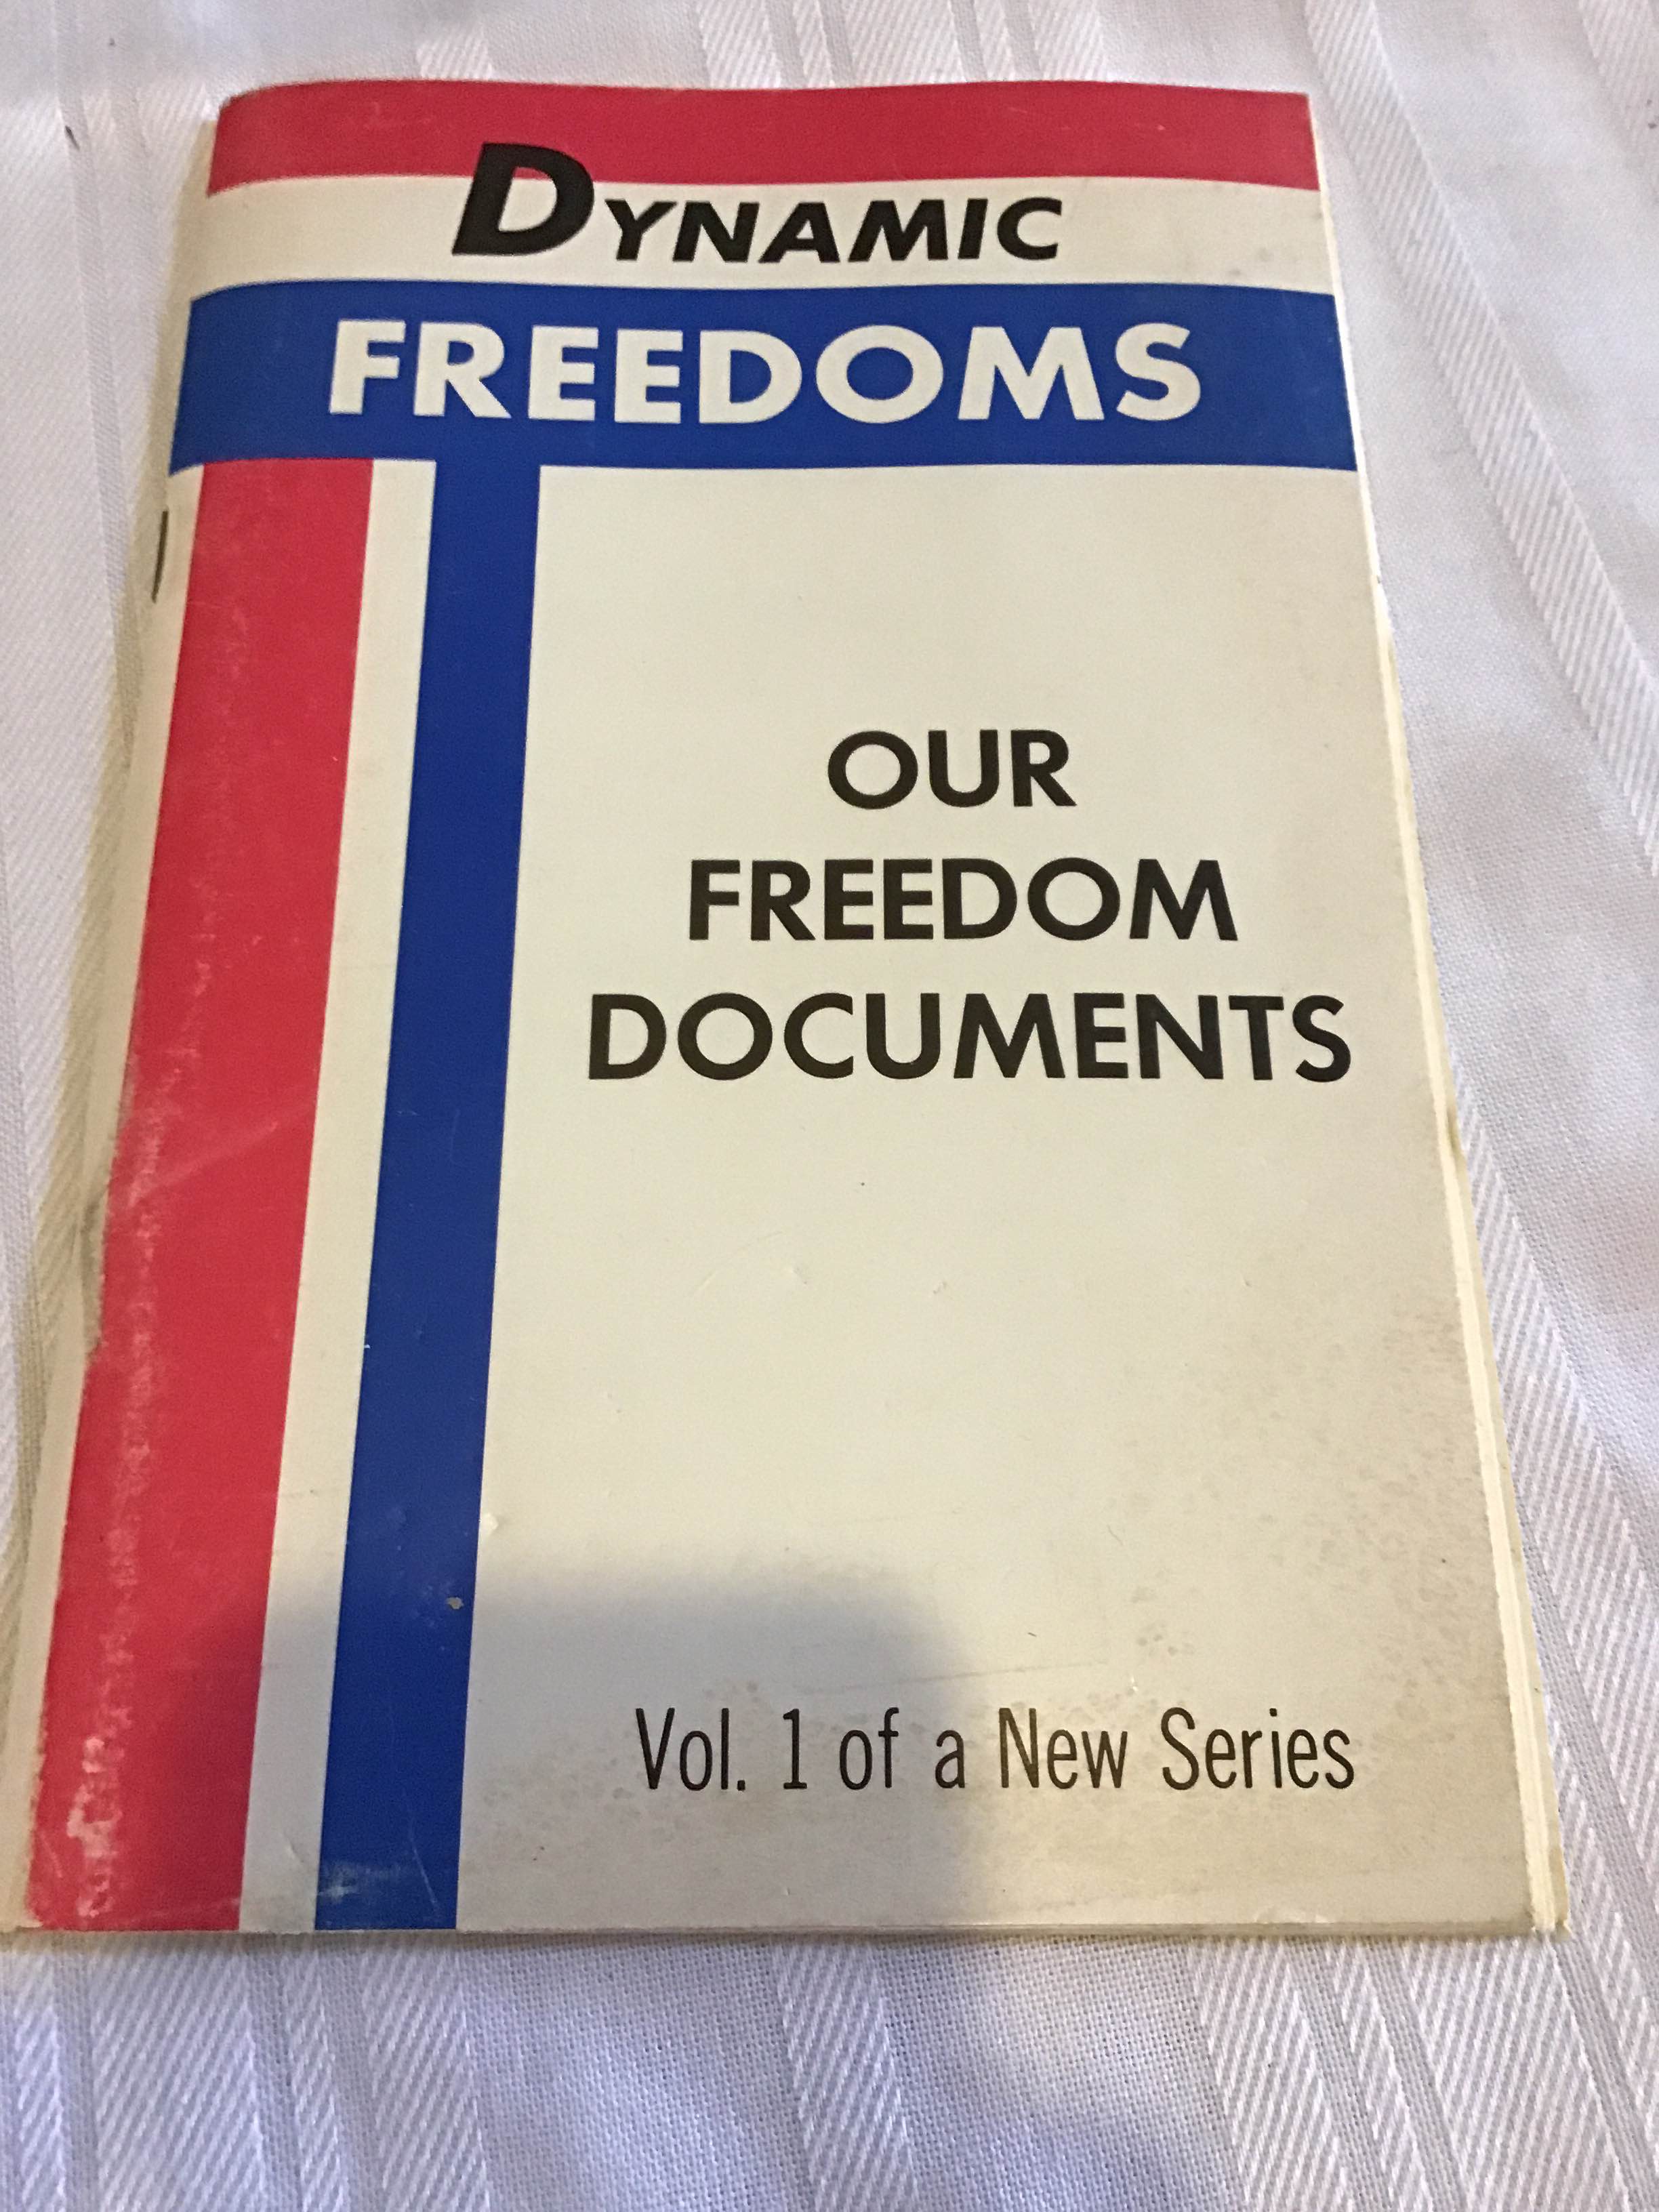 DYNAMIC
FREEDOMS
OUR
FREEDOM
DOCUMENTS
Vol. 1 of a New Series